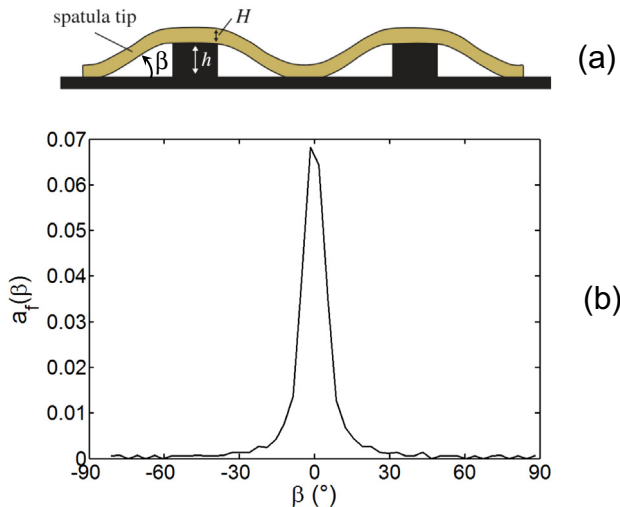 spatula tip
H
β
h
(a)
0.07
0.06
0.05
0.04
0.03
0.02
0.01
0
a_f(β)
-90 -60 -30 0 30 60 90
β (°)
(b)